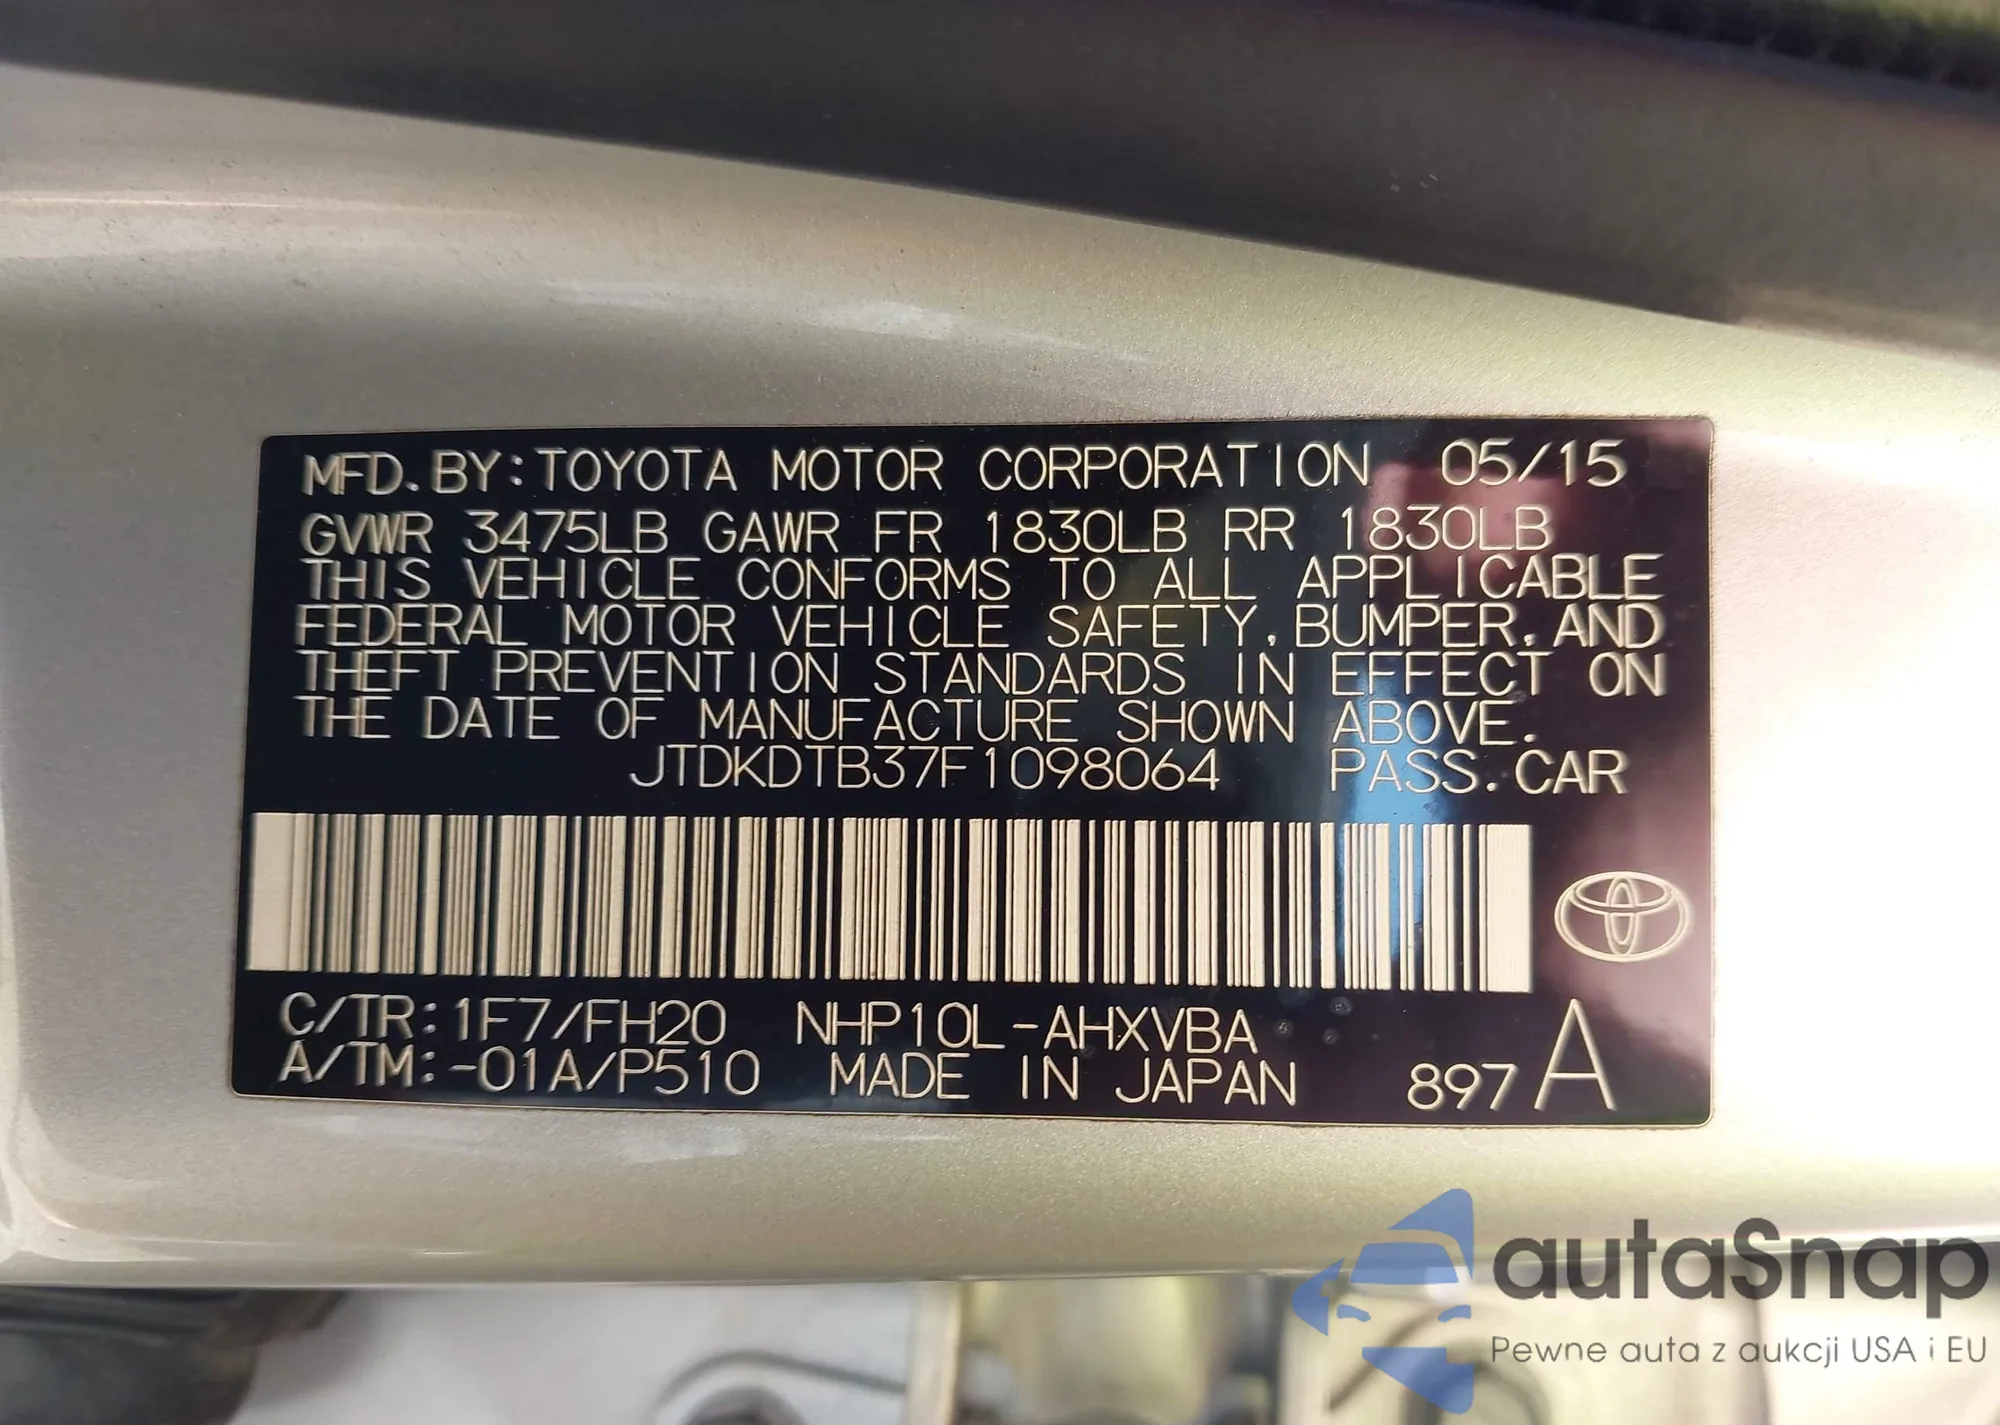 MFD. BY: TOYOTA MOTOR CORPORATION 05/15
GVWR 3475LB GAWR FR 1830LB RR 1830LB
THIS VEHICLE CONFORMS TO ALL APPLICABLE
FEDERAL MOTOR VEHICLE SAFETY, BUMPER, AND
THEFT PREVENTION STANDARDS IN EFFECT ON
THE DATE OF MANUFACTURE SHOWN ABOVE.
JTDKDTB37F1098064 PASS. CAR
C/TR: 1F7/FH20 NHP10L-AHXVBA
A/TM: -01A/P510 MADE IN JAPAN 897 A
autaSnap
Pewne auta z aukcji USA i EU